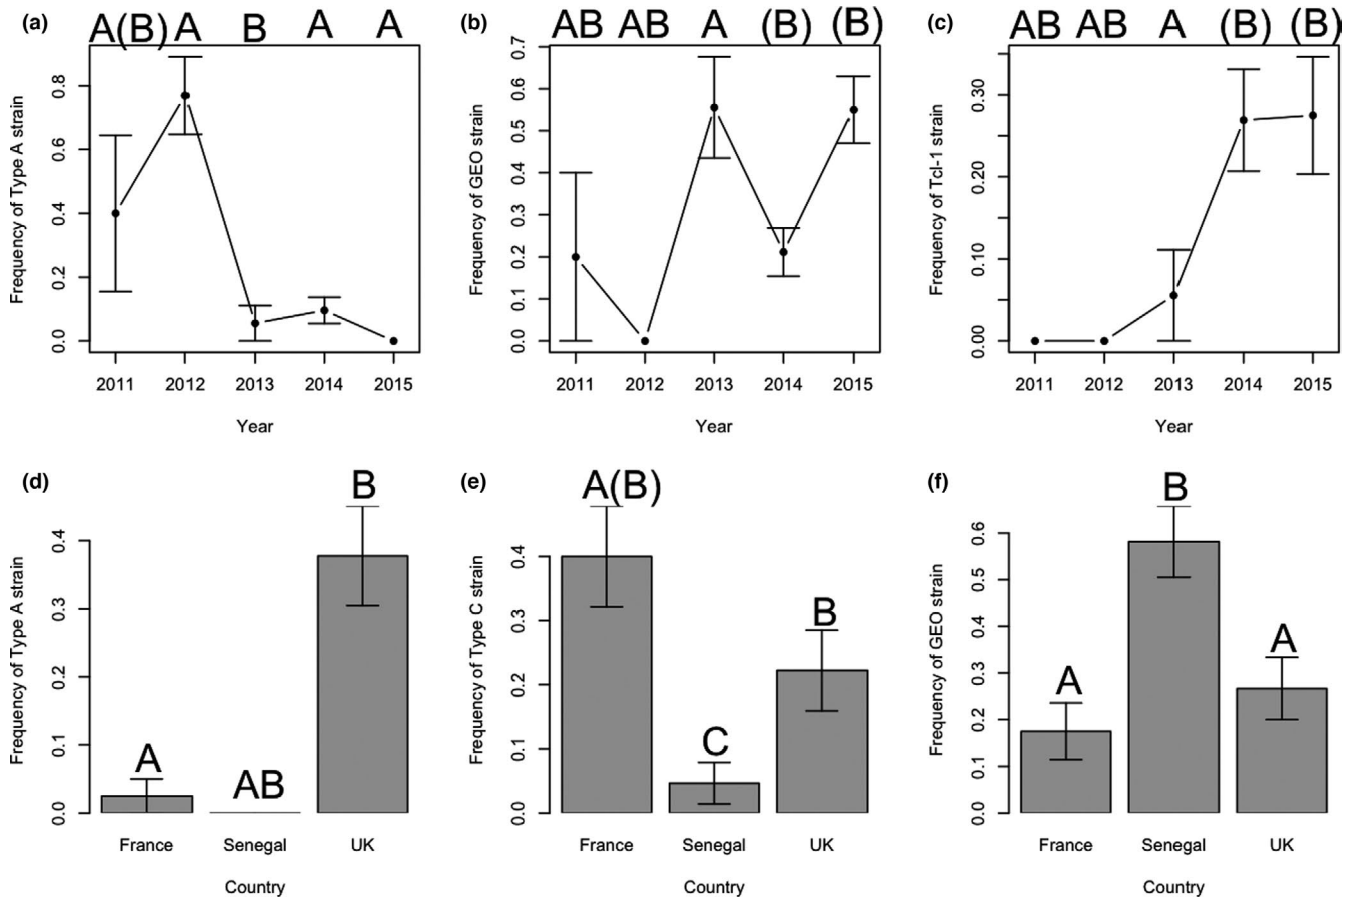 (a)
A(B) A B A A
Frequency of Type A strain
0.8
0.6
0.4
0.2
0.0
2011 2012 2013 2014 2015
Year
(b)
AB AB A (B) (B)
Frequency of GEO strain
0.7
0.6
0.5
0.4
0.3
0.2
0.1
0.0
2011 2012 2013 2014 2015
Year
(c)
AB AB A (B) (B)
Frequency of Tcl-1 strain
0.30
0.20
0.10
0.00
2011 2012 2013 2014 2015
Year
(d)
B
A
AB
Frequency of Type A strain
0.4
0.3
0.2
0.1
0.0
France Senegal UK
Country
(e)
A(B)
B
C
Frequency of Type C strain
0.4
0.3
0.2
0.1
0.0
France Senegal UK
Country
(f)
B
A
A
Frequency of GEO strain
0.6
0.5
0.4
0.3
0.2
0.1
0.0
France Senegal UK
Country